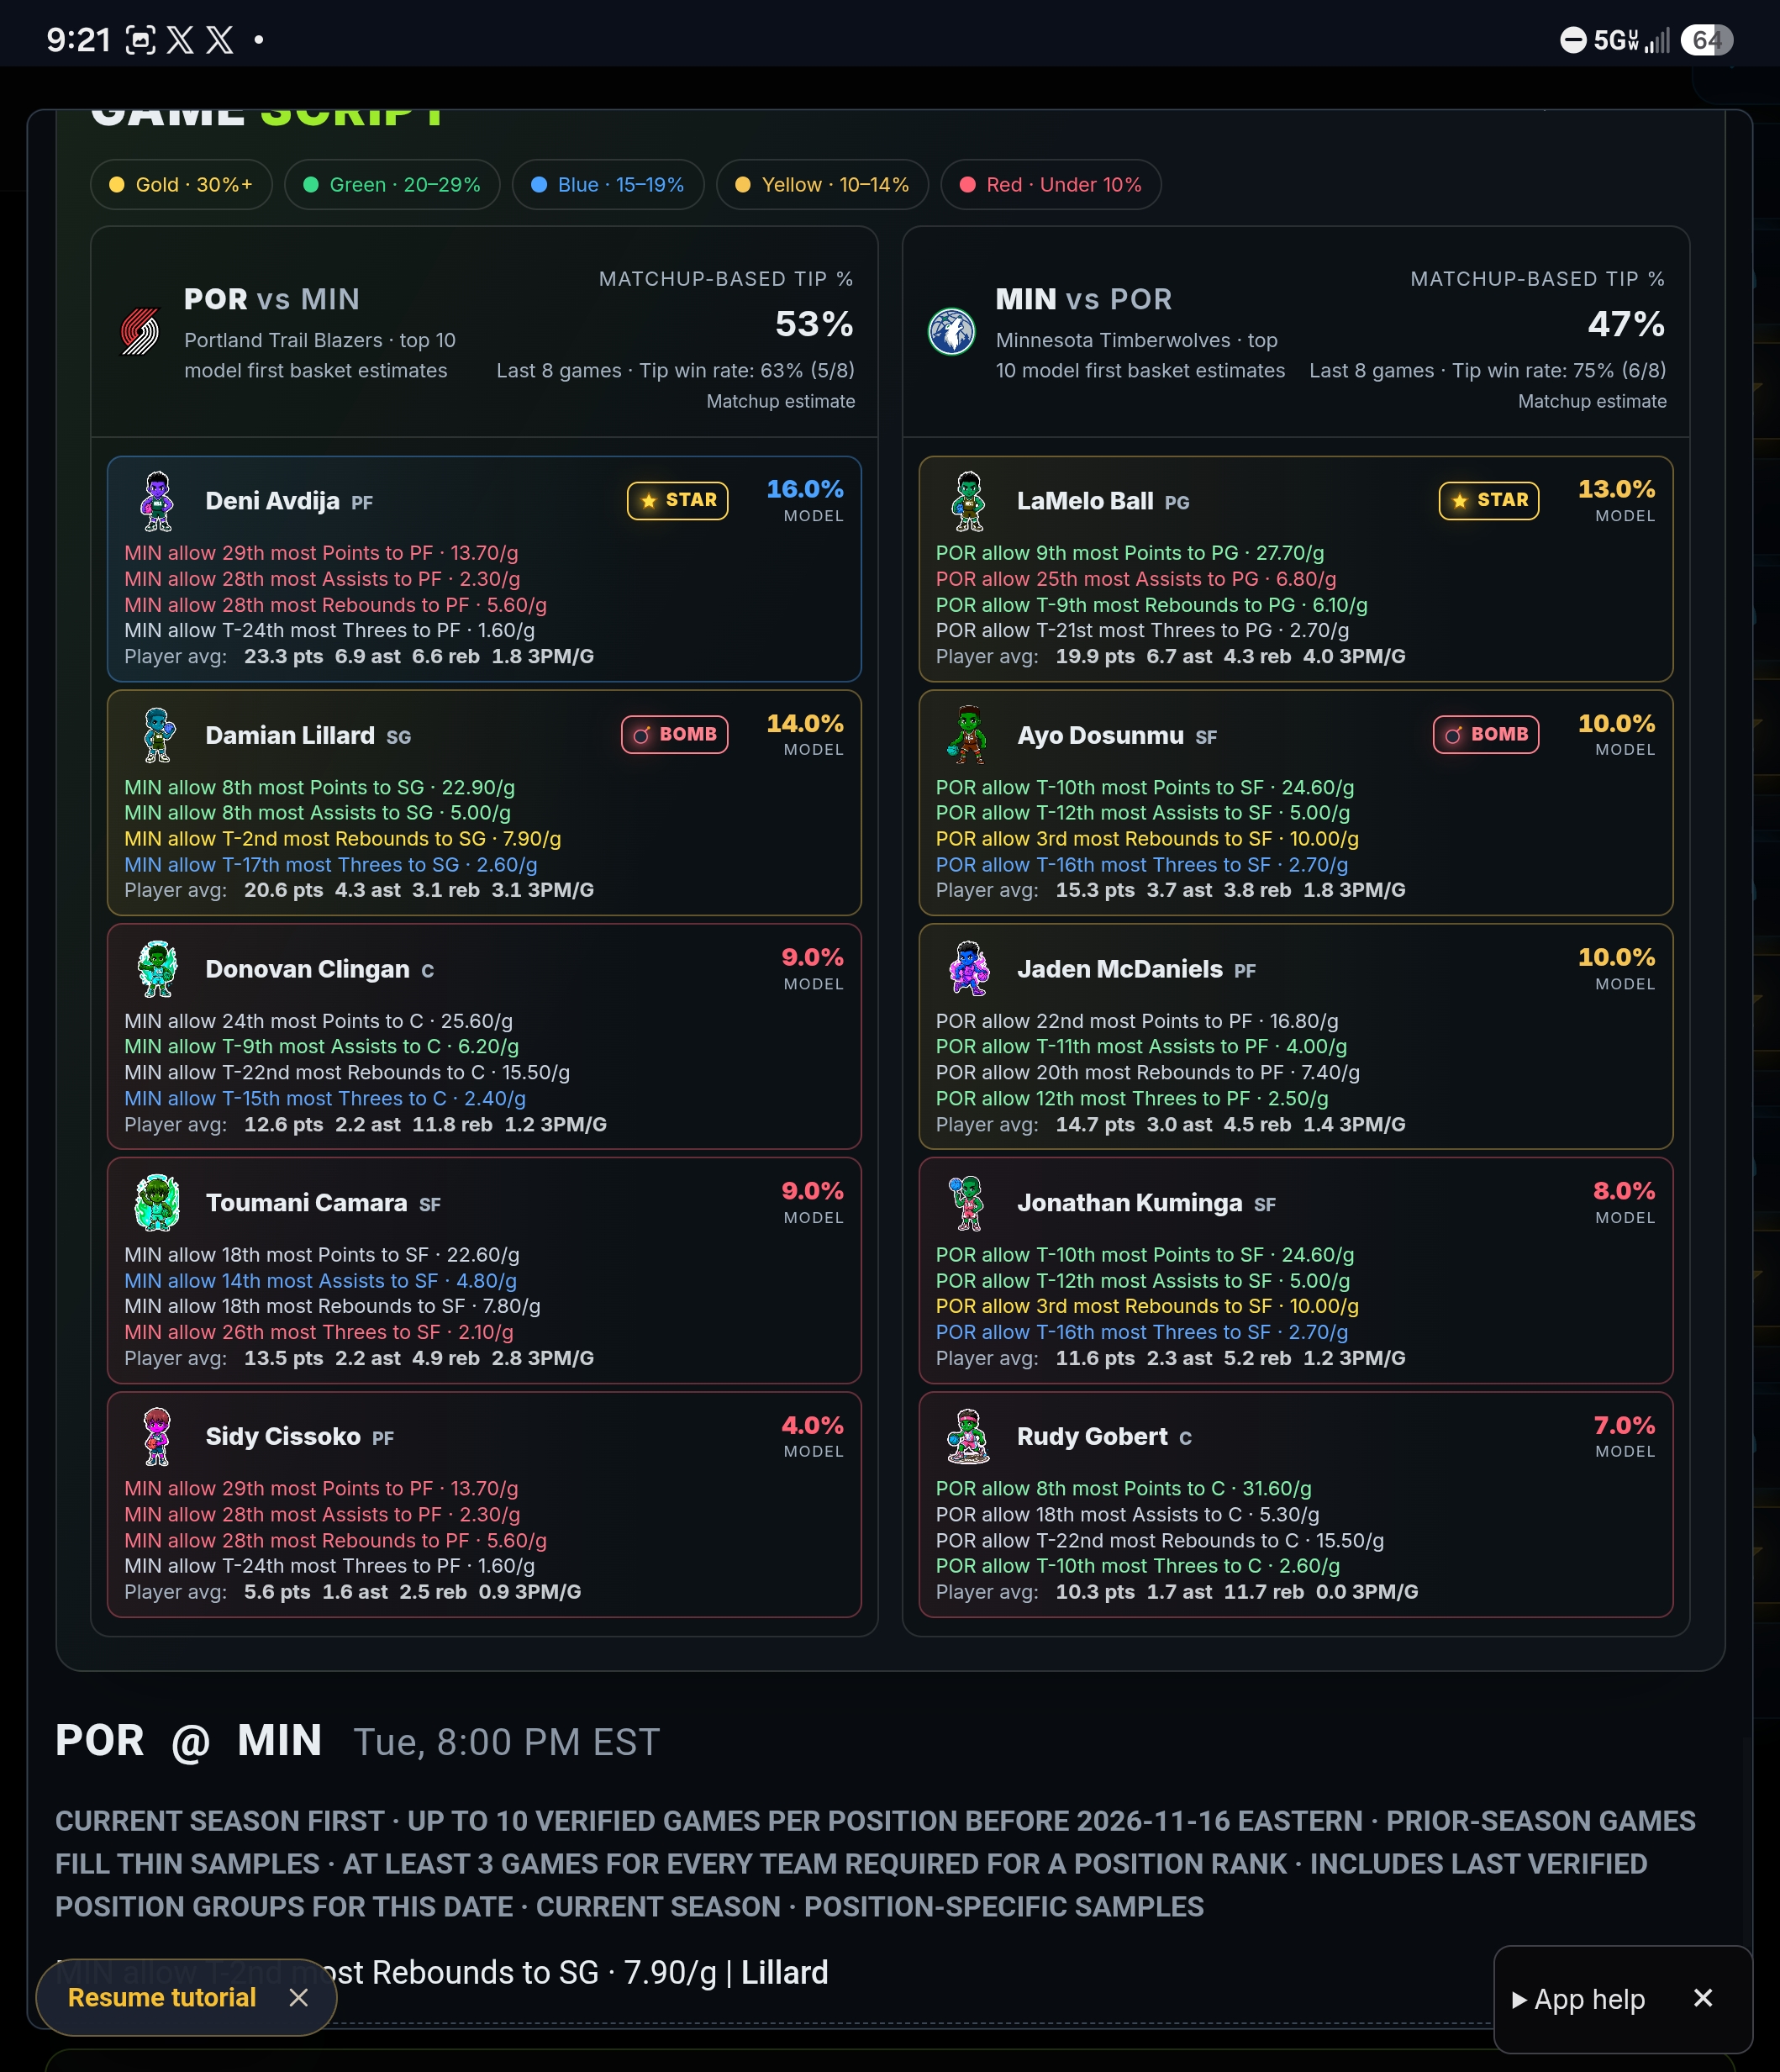 9:21
5G UW
64
GAME SCRIPT
Gold · 30%+
Green · 20–29%
Blue · 15–19%
Yellow · 10–14%
Red · Under 10%
POR vs MIN
Portland Trail Blazers · top 10
model first basket estimates
MATCHUP-BASED TIP %
53%
Last 8 games · Tip win rate: 63% (5/8)
Matchup estimate
Deni Avdija PF
STAR
16.0%
MODEL
MIN allow 29th most Points to PF · 13.70/g
MIN allow 28th most Assists to PF · 2.30/g
MIN allow 28th most Rebounds to PF · 5.60/g
MIN allow T-24th most Threes to PF · 1.60/g
Player avg: 23.3 pts 6.9 ast 6.6 reb 1.8 3PM/G
Damian Lillard SG
BOMB
14.0%
MODEL
MIN allow 8th most Points to SG · 22.90/g
MIN allow 8th most Assists to SG · 5.00/g
MIN allow T-2nd most Rebounds to SG · 7.90/g
MIN allow T-17th most Threes to SG · 2.60/g
Player avg: 20.6 pts 4.3 ast 3.1 reb 3.1 3PM/G
Donovan Clingan C
9.0%
MODEL
MIN allow 24th most Points to C · 25.60/g
MIN allow T-9th most Assists to C · 6.20/g
MIN allow T-22nd most Rebounds to C · 15.50/g
MIN allow T-15th most Threes to C · 2.40/g
Player avg: 12.6 pts 2.2 ast 11.8 reb 1.2 3PM/G
Toumani Camara SF
9.0%
MODEL
MIN allow 18th most Points to SF · 22.60/g
MIN allow 14th most Assists to SF · 4.80/g
MIN allow 18th most Rebounds to SF · 7.80/g
MIN allow 26th most Threes to SF · 2.10/g
Player avg: 13.5 pts 2.2 ast 4.9 reb 2.8 3PM/G
Sidy Cissoko PF
4.0%
MODEL
MIN allow 29th most Points to PF · 13.70/g
MIN allow 28th most Assists to PF · 2.30/g
MIN allow 28th most Rebounds to PF · 5.60/g
MIN allow T-24th most Threes to PF · 1.60/g
Player avg: 5.6 pts 1.6 ast 2.5 reb 0.9 3PM/G
MIN vs POR
Minnesota Timberwolves · top
10 model first basket estimates
MATCHUP-BASED TIP %
47%
Last 8 games · Tip win rate: 75% (6/8)
Matchup estimate
LaMelo Ball PG
STAR
13.0%
MODEL
POR allow 9th most Points to PG · 27.70/g
POR allow 25th most Assists to PG · 6.80/g
POR allow T-9th most Rebounds to PG · 6.10/g
POR allow T-21st most Threes to PG · 2.70/g
Player avg: 19.9 pts 6.7 ast 4.3 reb 4.0 3PM/G
Ayo Dosunmu SF
BOMB
10.0%
MODEL
POR allow T-10th most Points to SF · 24.60/g
POR allow T-12th most Assists to SF · 5.00/g
POR allow 3rd most Rebounds to SF · 10.00/g
POR allow T-16th most Threes to SF · 2.70/g
Player avg: 15.3 pts 3.7 ast 3.8 reb 1.8 3PM/G
Jaden McDaniels PF
10.0%
MODEL
POR allow 22nd most Points to PF · 16.80/g
POR allow T-11th most Assists to PF · 4.00/g
POR allow 20th most Rebounds to PF · 7.40/g
POR allow 12th most Threes to PF · 2.50/g
Player avg: 14.7 pts 3.0 ast 4.5 reb 1.4 3PM/G
Jonathan Kuminga SF
8.0%
MODEL
POR allow T-10th most Points to SF · 24.60/g
POR allow T-12th most Assists to SF · 5.00/g
POR allow 3rd most Rebounds to SF · 10.00/g
POR allow T-16th most Threes to SF · 2.70/g
Player avg: 11.6 pts 2.3 ast 5.2 reb 1.2 3PM/G
Rudy Gobert C
7.0%
MODEL
POR allow 8th most Points to C · 31.60/g
POR allow 18th most Assists to C · 5.30/g
POR allow T-22nd most Rebounds to C · 15.50/g
POR allow T-10th most Threes to C · 2.60/g
Player avg: 10.3 pts 1.7 ast 11.7 reb 0.0 3PM/G
POR @ MIN Tue, 8:00 PM EST
CURRENT SEASON FIRST · UP TO 10 VERIFIED GAMES PER POSITION BEFORE 2026-11-16 EASTERN · PRIOR-SEASON GAMES
FILL THIN SAMPLES · AT LEAST 3 GAMES FOR EVERY TEAM REQUIRED FOR A POSITION RANK · INCLUDES LAST VERIFIED
POSITION GROUPS FOR THIS DATE · CURRENT SEASON · POSITION-SPECIFIC SAMPLES
MIN allow T-2nd most Rebounds to SG · 7.90/g | Lillard
Resume tutorial
App help